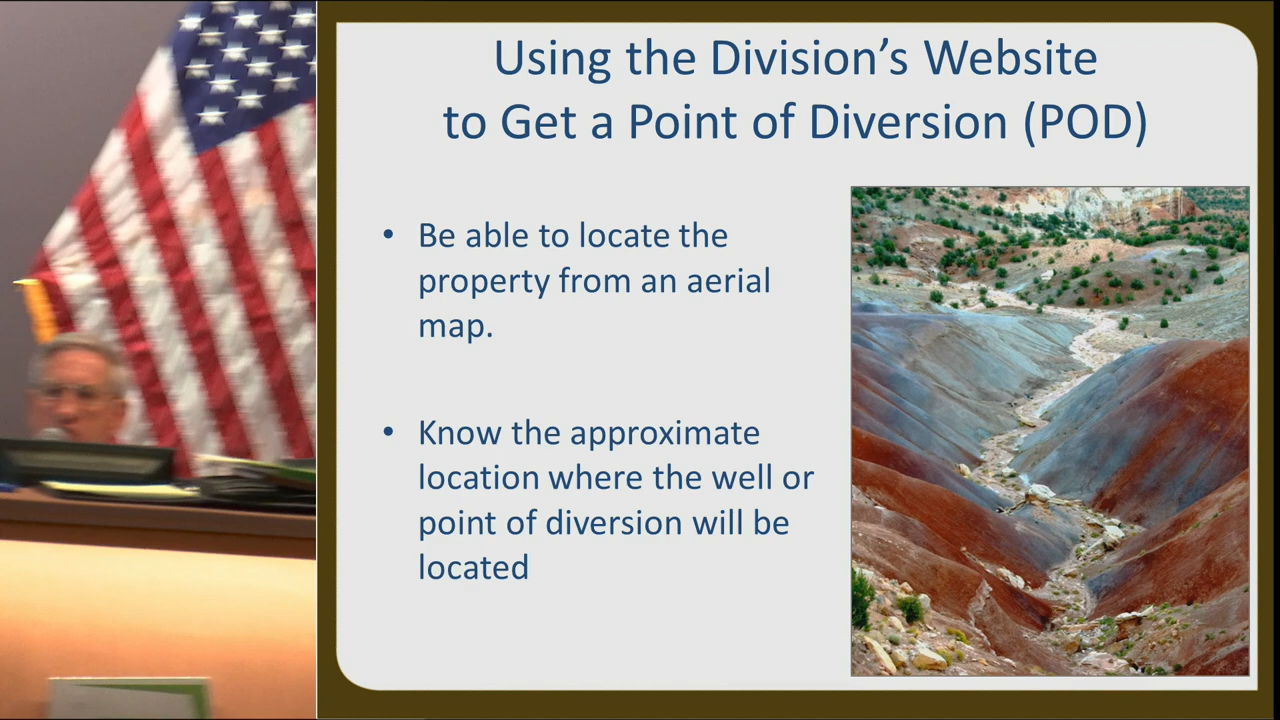 Using the Division’s Website
to Get a Point of Diversion (POD)
• Be able to locate the
property from an aerial
map.
• Know the approximate
location where the well or
point of diversion will be
located